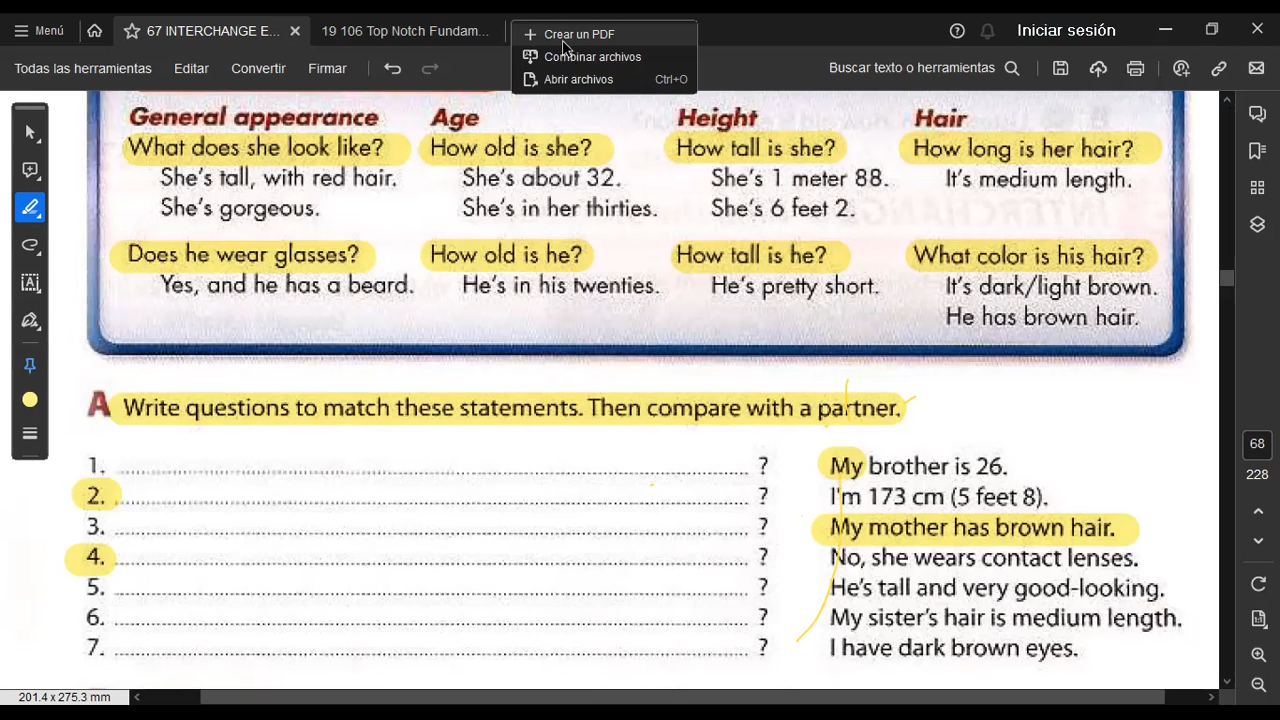 Menú
67 INTERCHANGE E...
19 106 Top Notch Fundam...
Crear un PDF
Combinar archivos
Abrir archivos Ctrl+O
Iniciar sesión
Todas las herramientas Editar Convertir Firmar
Buscar texto o herramientas
General appearance Age Height Hair
What does she look like? How old is she? How tall is she? How long is her hair?
She's tall, with red hair. She's about 32. She's 1 meter 88. It's medium length.
She's gorgeous. She's in her thirties. She's 6 feet 2.
Does he wear glasses? How old is he? How tall is he? What color is his hair?
Yes, and he has a beard. He's in his twenties. He's pretty short. It's dark/light brown.
He has brown hair.
A Write questions to match these statements. Then compare with a partner.
1. ? My brother is 26.
2. ? I'm 173 cm (5 feet 8).
3. ? My mother has brown hair.
4. ? No, she wears contact lenses.
5. ? He's tall and very good-looking.
6. ? My sister's hair is medium length.
7. ? I have dark brown eyes.
68
228
201.4 x 275.3 mm